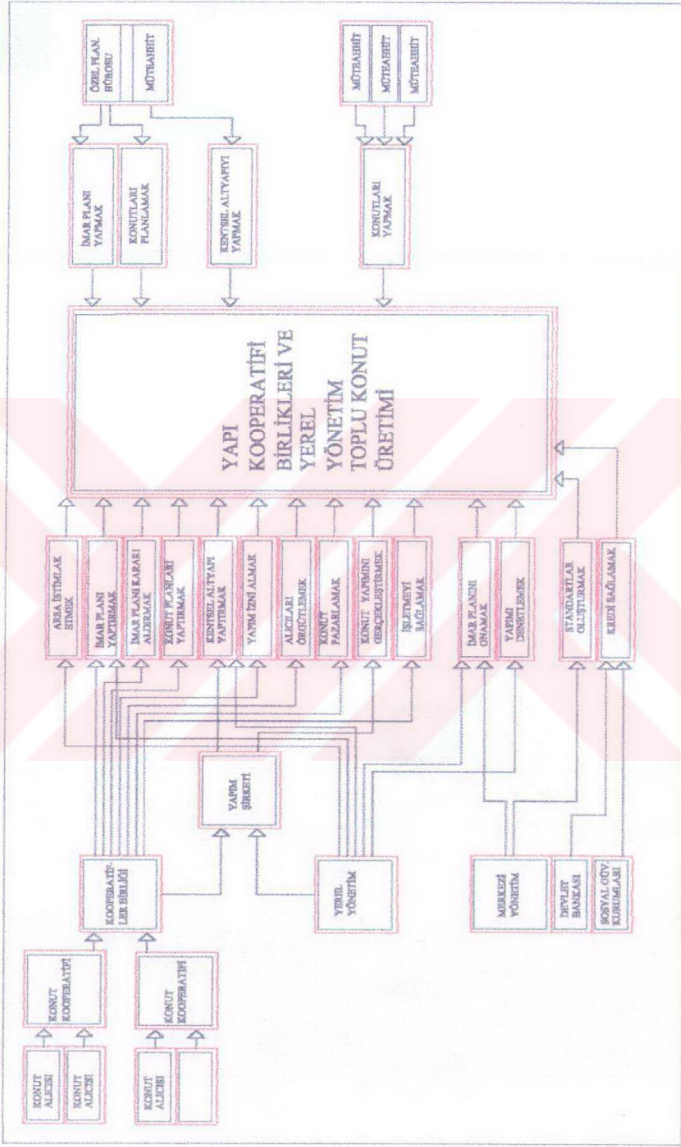 KONUT
ALICISI
KONUT
ALICISI
KONUT
ALICISI
KONUT
KOOPERATİFİ
KONUT
KOOPERATİFİ
KOOPERATİF-
LER BİRLİĞİ
YAPIM
ŞİRKETİ
YEREL
YÖNETİM
MERKEZİ
YÖNETİM
DEVLET
BANKASI
SOSYAL GÜV.
KURUMLARI
ARSA İSTİMLAK
ETMEK
İMAR PLANI
YAPTIRMAK
İMAR PLANI KARARI
ALDIRMAK
KONUT PLANLARI
YAPTIRMAK
KENTSEL ALTYAPI
YAPTIRMAK
YAPIM İZNİ ALMAK
ALICILARI
ÖRGÜTLEMEK
KONUT
PAZARLAMAK
KONUT YAPIMINI
GERÇEKLEŞTİRMEK
İŞLETMEYİ
SAĞLAMAK
İMAR PLANINI
ONAMAK
YAPIMI
DENETLEMEK
STANDARTLAR
OLUŞTURMAK
KREDİ SAĞLAMAK
YAPI
KOOPERATİFİ
BİRLİKLERİ VE
YEREL
YÖNETİM
TOPLU KONUT
ÜRETİMİ
İMAR PLANI
YAPMAK
KONUTLARI
PLANLAMAK
KENTSEL ALTYAPIYI
YAPMAK
KONUTLARI
YAPMAK
ÖZEL PLAN.
BÜROSU
MÜTEAHHİT
MÜTEAHHİT
MÜTEAHHİT
MÜTEAHHİT